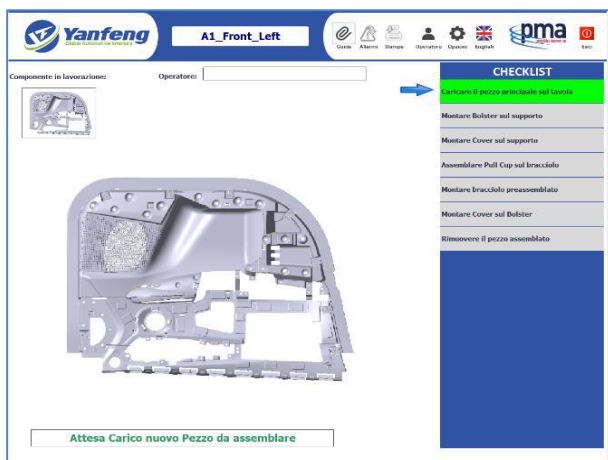 Yanfeng
Global Automotive Interiors
A1_Front_Left
Guida
Allarmi
Stampa
Operatore
Opzioni
English
pma
Esci
Componente in lavorazione:
Operatore:
CHECKLIST
Caricare il pezzo principale sul tavola
Montare Bolster sul supporto
Montare Cover sul supporto
Assemblare Pull Cup sul bracciolo
Montare bracciolo preassemblato
Montare Cover sul Bolster
Rimuovere il pezzo assemblato
Attesa Carico nuovo Pezzo da assemblare